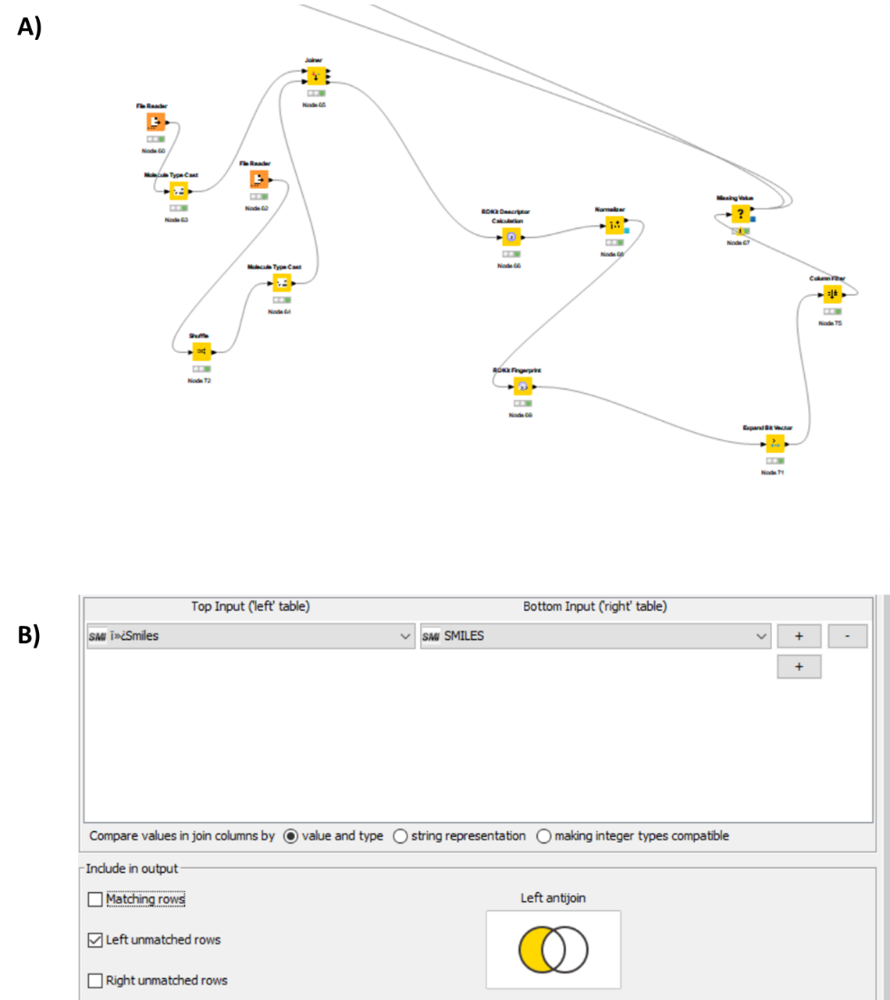 A)
Joiner
Node 65
File Reader
Node 60
Molecule Type Cast
Node 63
File Reader
Node 62
Molecule Type Cast
Node 64
Shuffle
Node 72
RDKit Descriptor
Calculation
Node 66
Normalizer
Node 68
Missing Value
?
Node 67
Column Filter
Node 75
RDKit Fingerprint
Node 69
Expand Bit Vector
Node 71
B)
Top Input ('left' table) Bottom Input ('right' table)
SMI ï»¿Smiles SMI SMILES + -
+
Compare values in join columns by value and type string representation making integer types compatible
Include in output
Matching rows
Left antijoin
Left unmatched rows
Right unmatched rows